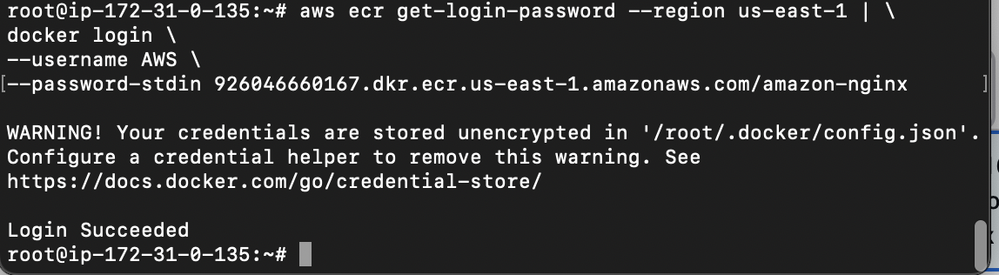 root@ip-172-31-0-135:~# aws ecr get-login-password --region us-east-1 | \
docker login \
--username AWS \
[--password-stdin 926046660167.dkr.ecr.us-east-1.amazonaws.com/amazon-nginx ]
WARNING! Your credentials are stored unencrypted in '/root/.docker/config.json'.
Configure a credential helper to remove this warning. See
https://docs.docker.com/go/credential-store/
Login Succeeded
root@ip-172-31-0-135:~#